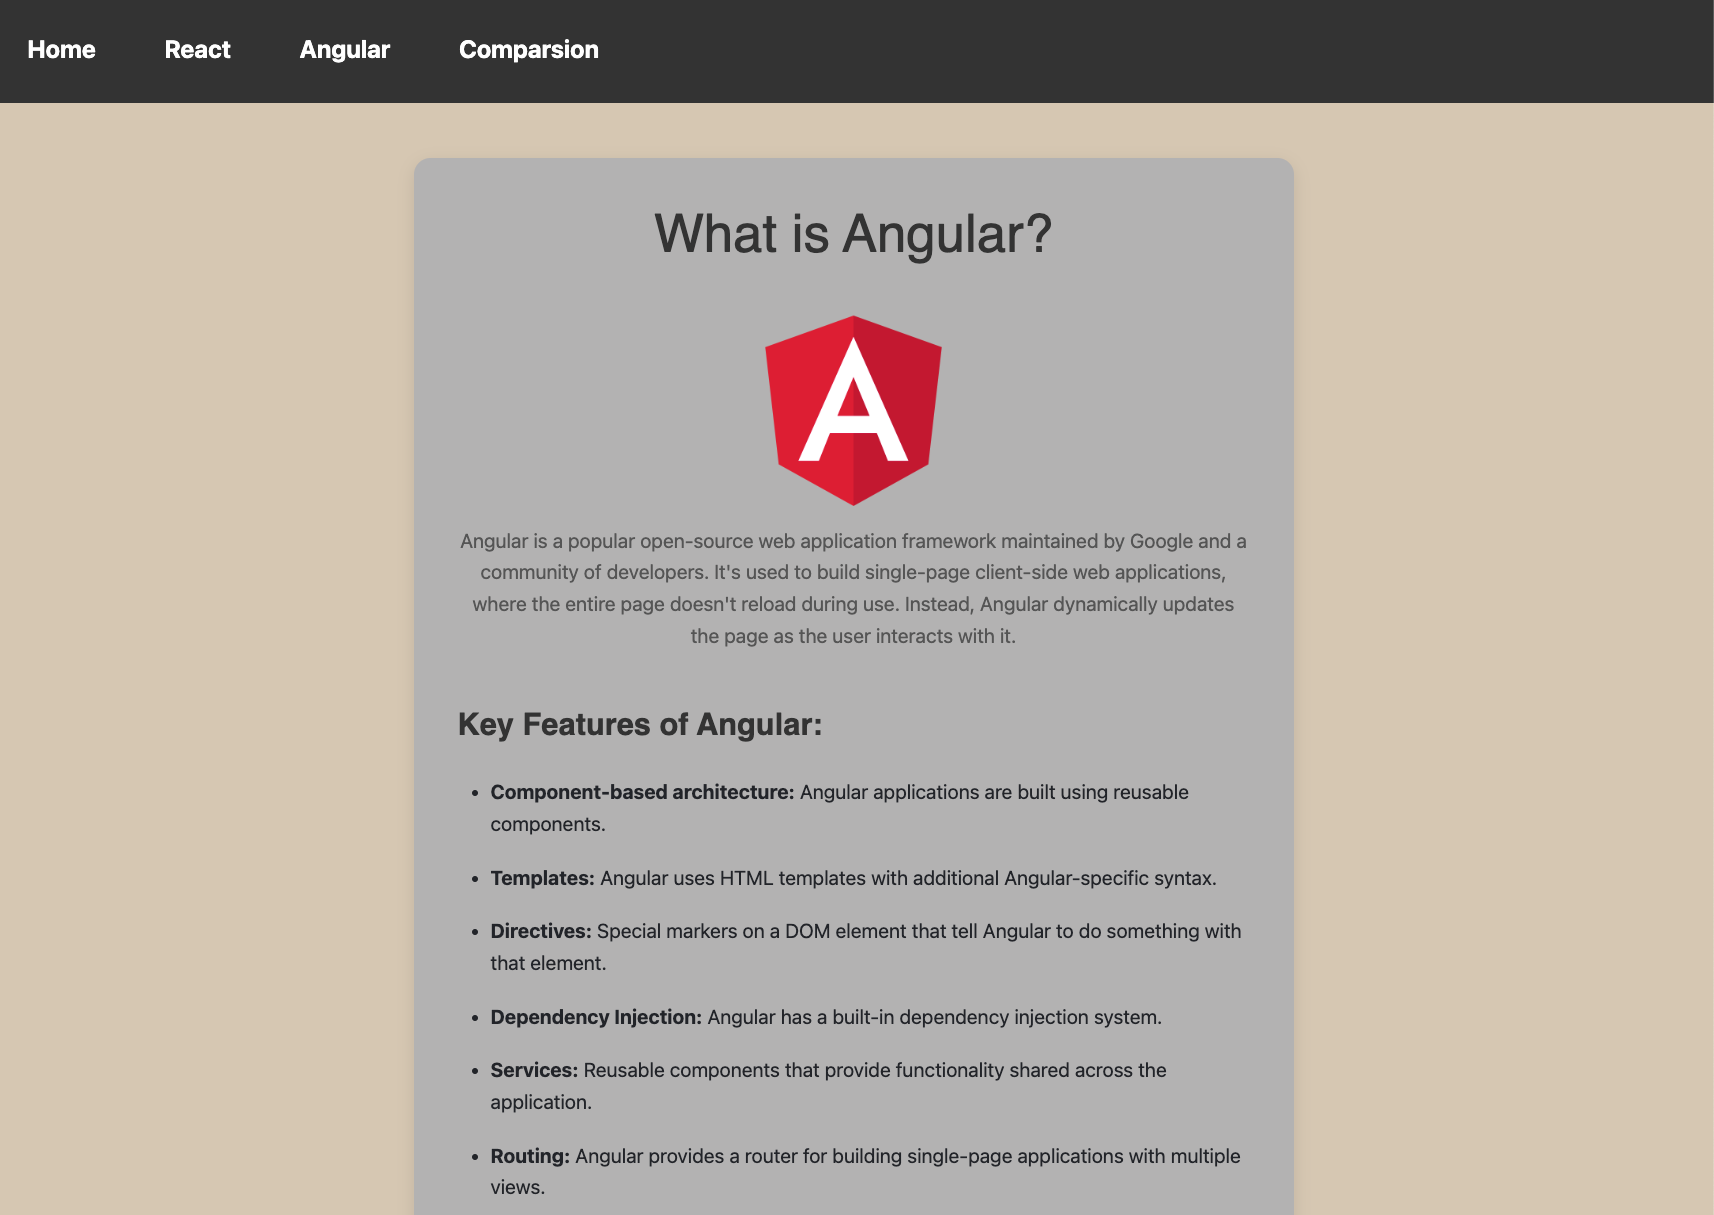 Home React Angular Comparsion
What is Angular?
A
Angular is a popular open-source web application framework maintained by Google and a
community of developers. It's used to build single-page client-side web applications,
where the entire page doesn't reload during use. Instead, Angular dynamically updates
the page as the user interacts with it.
Key Features of Angular:
• Component-based architecture: Angular applications are built using reusable
components.
• Templates: Angular uses HTML templates with additional Angular-specific syntax.
• Directives: Special markers on a DOM element that tell Angular to do something with
that element.
• Dependency Injection: Angular has a built-in dependency injection system.
• Services: Reusable components that provide functionality shared across the
application.
• Routing: Angular provides a router for building single-page applications with multiple
views.